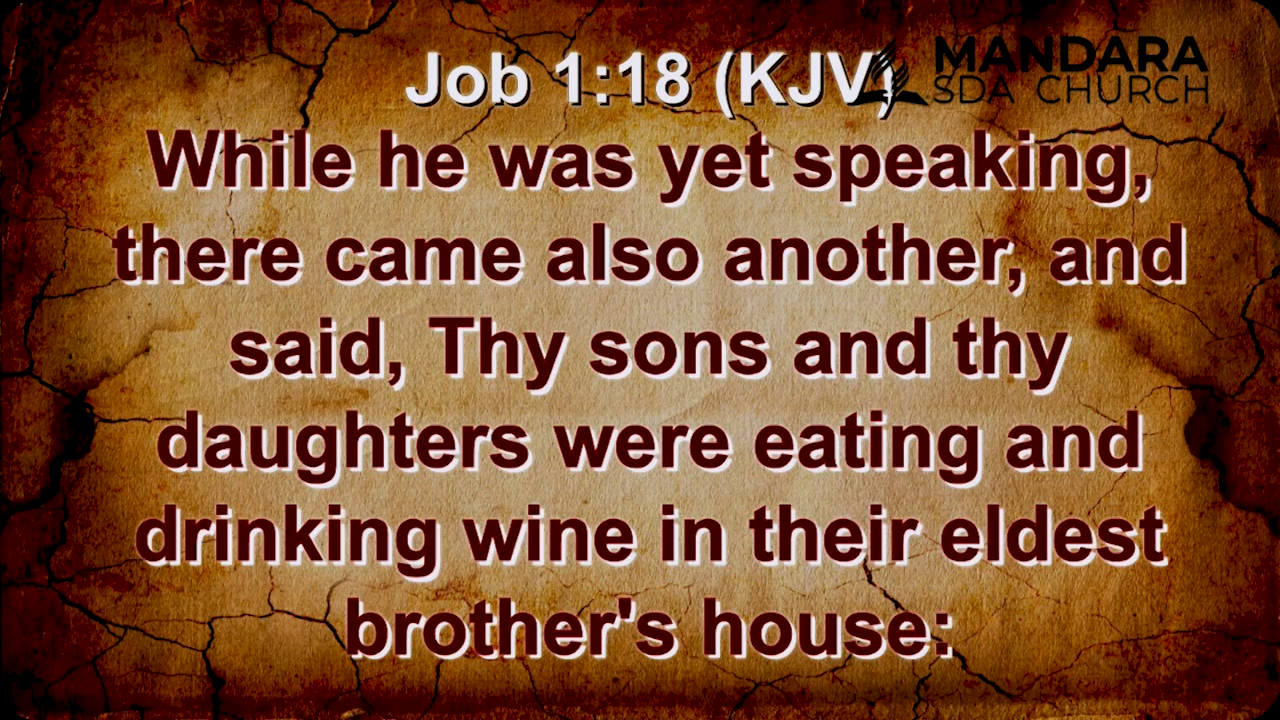 Job 1:18 (KJV)
MANDARA
SDA CHURCH
While he was yet speaking,
there came also another, and
said, Thy sons and thy
daughters were eating and
drinking wine in their eldest
brother's house: